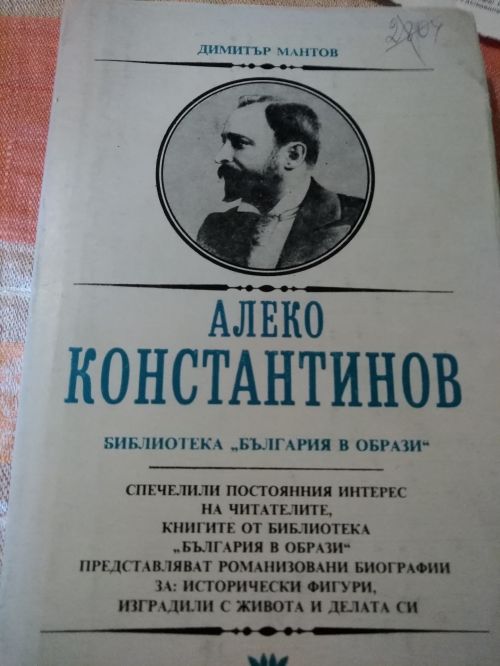 ДИМИТЪР МАНТОВ
АЛЕКО
КОНСТАНТИНОВ
БИБЛИОТЕКА „БЪЛГАРИЯ В ОБРАЗИ“
СПЕЧЕЛИЛИ ПОСТОЯННИЯ ИНТЕРЕС
НА ЧИТАТЕЛИТЕ,
КНИГИТЕ ОТ БИБЛИОТЕКА
„БЪЛГАРИЯ В ОБРАЗИ“
ПРЕДСТАВЛЯВАТ РОМАНИЗОВАНИ БИОГРАФИИ
ЗА: ИСТОРИЧЕСКИ ФИГУРИ,
ИЗГРАДИЛИ С ЖИВОТА И ДЕЛАТА СИ